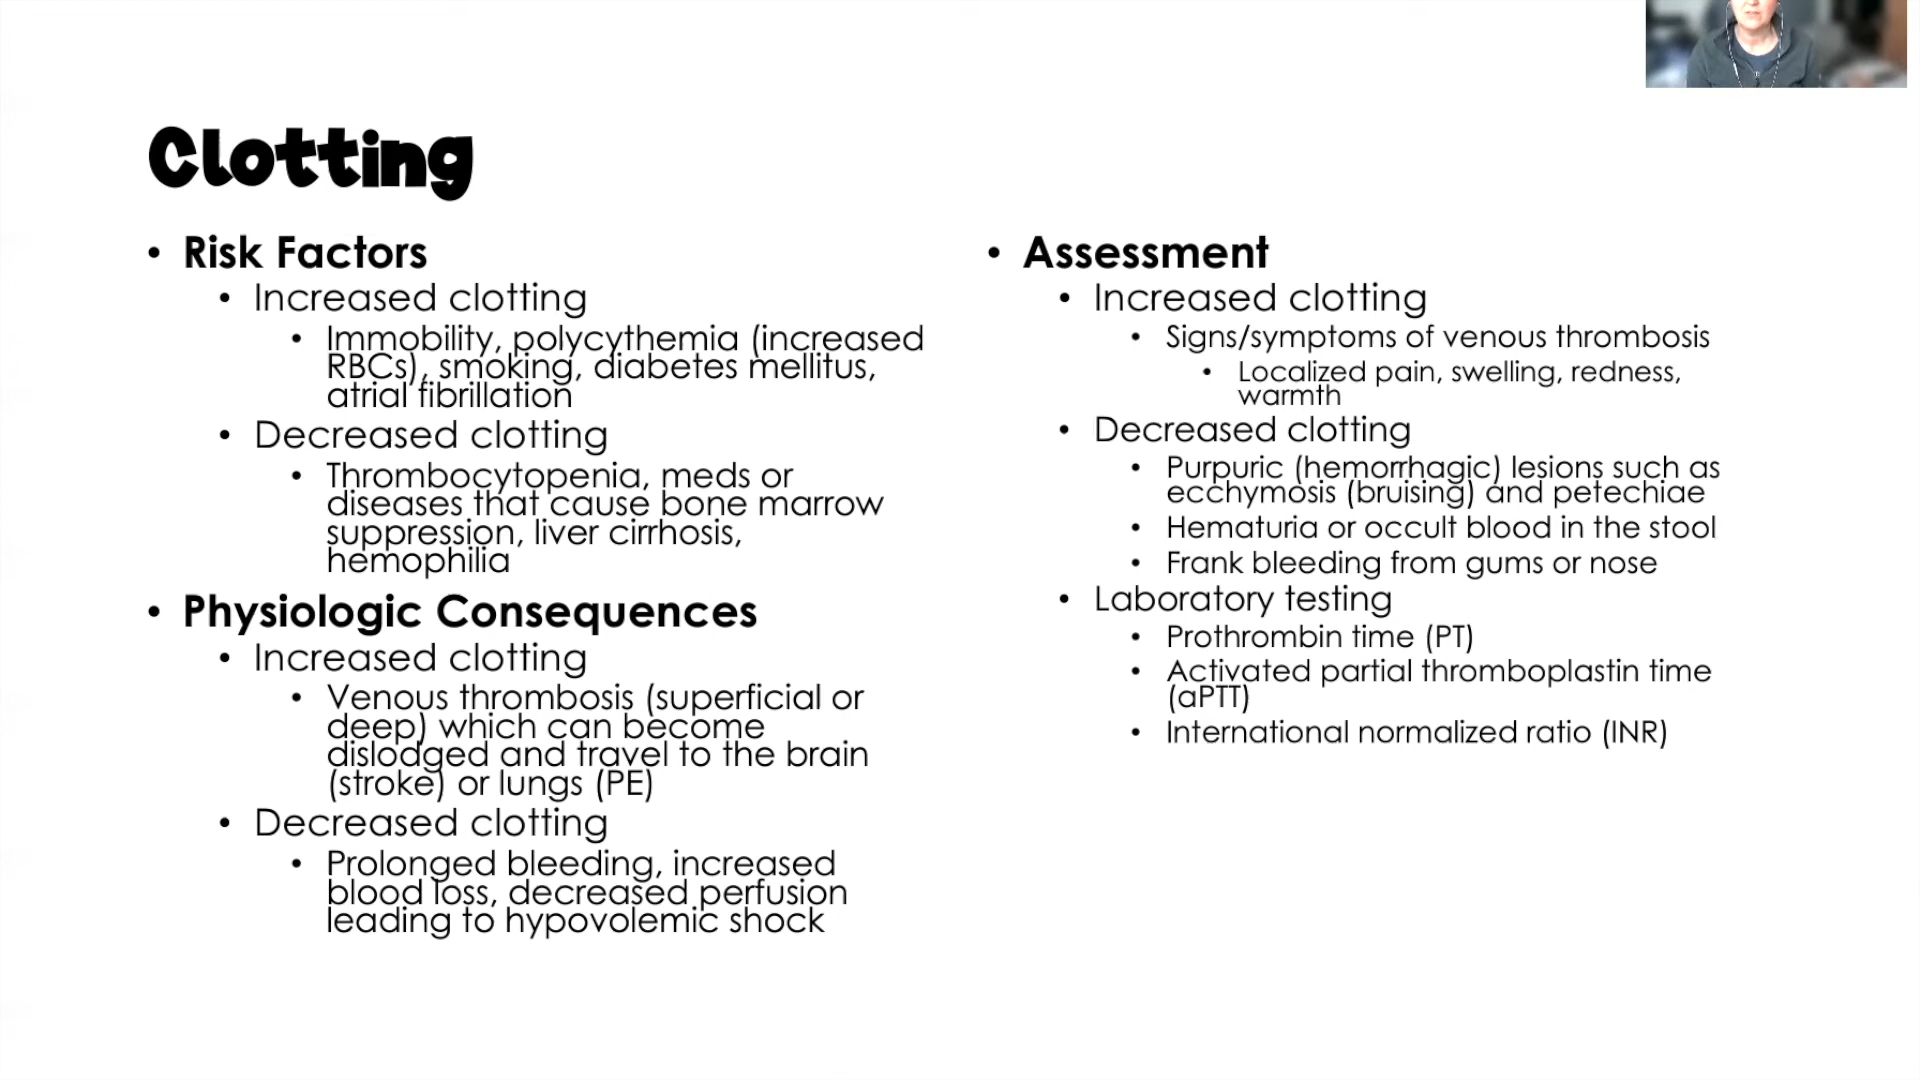 Clotting
• Risk Factors
• Increased clotting
• Immobility, polycythemia (increased
RBCs), smoking, diabetes mellitus,
atrial fibrillation
• Decreased clotting
• Thrombocytopenia, meds or
diseases that cause bone marrow
suppression, liver cirrhosis,
hemophilia
• Physiologic Consequences
• Increased clotting
• Venous thrombosis (superficial or
deep) which can become
dislodged and travel to the brain
(stroke) or lungs (PE)
• Decreased clotting
• Prolonged bleeding, increased
blood loss, decreased perfusion
leading to hypovolemic shock
• Assessment
• Increased clotting
• Signs/symptoms of venous thrombosis
• Localized pain, swelling, redness,
warmth
• Decreased clotting
• Purpuric (hemorrhagic) lesions such as
ecchymosis (bruising) and petechiae
• Hematuria or occult blood in the stool
• Frank bleeding from gums or nose
• Laboratory testing
• Prothrombin time (PT)
• Activated partial thromboplastin time
(aPTT)
• International normalized ratio (INR)